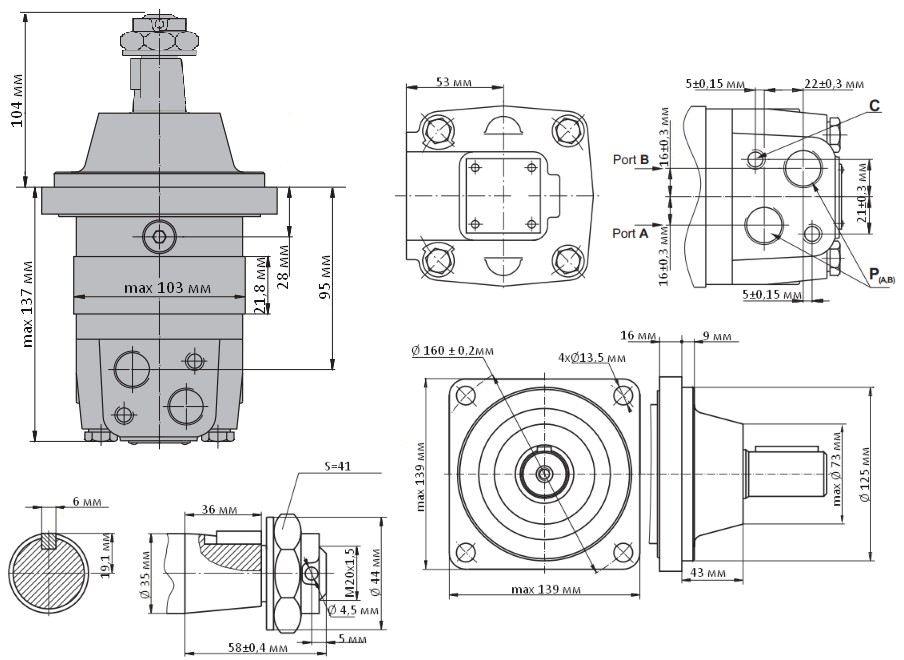 104 мм
max 137 мм
max 103 мм
21,8 мм
28 мм
95 мм
53 мм
5±0,15 мм
22±0,3 мм
C
16±0,3 мм
Port B
Port A
16±0,3 мм
21±0,3 мм
P(A,B)
5±0,15 мм
Ø 160 ± 0,2мм
4xØ13,5 мм
16 мм
9 мм
max 139 мм
max 139 мм
max Ø 73 мм
Ø 125 мм
43 мм
6 мм
19,1 мм
S=41
36 мм
Ø 35 мм
M20x1,5
Ø 44 мм
Ø 4,5 мм
5 мм
58±0,4 мм